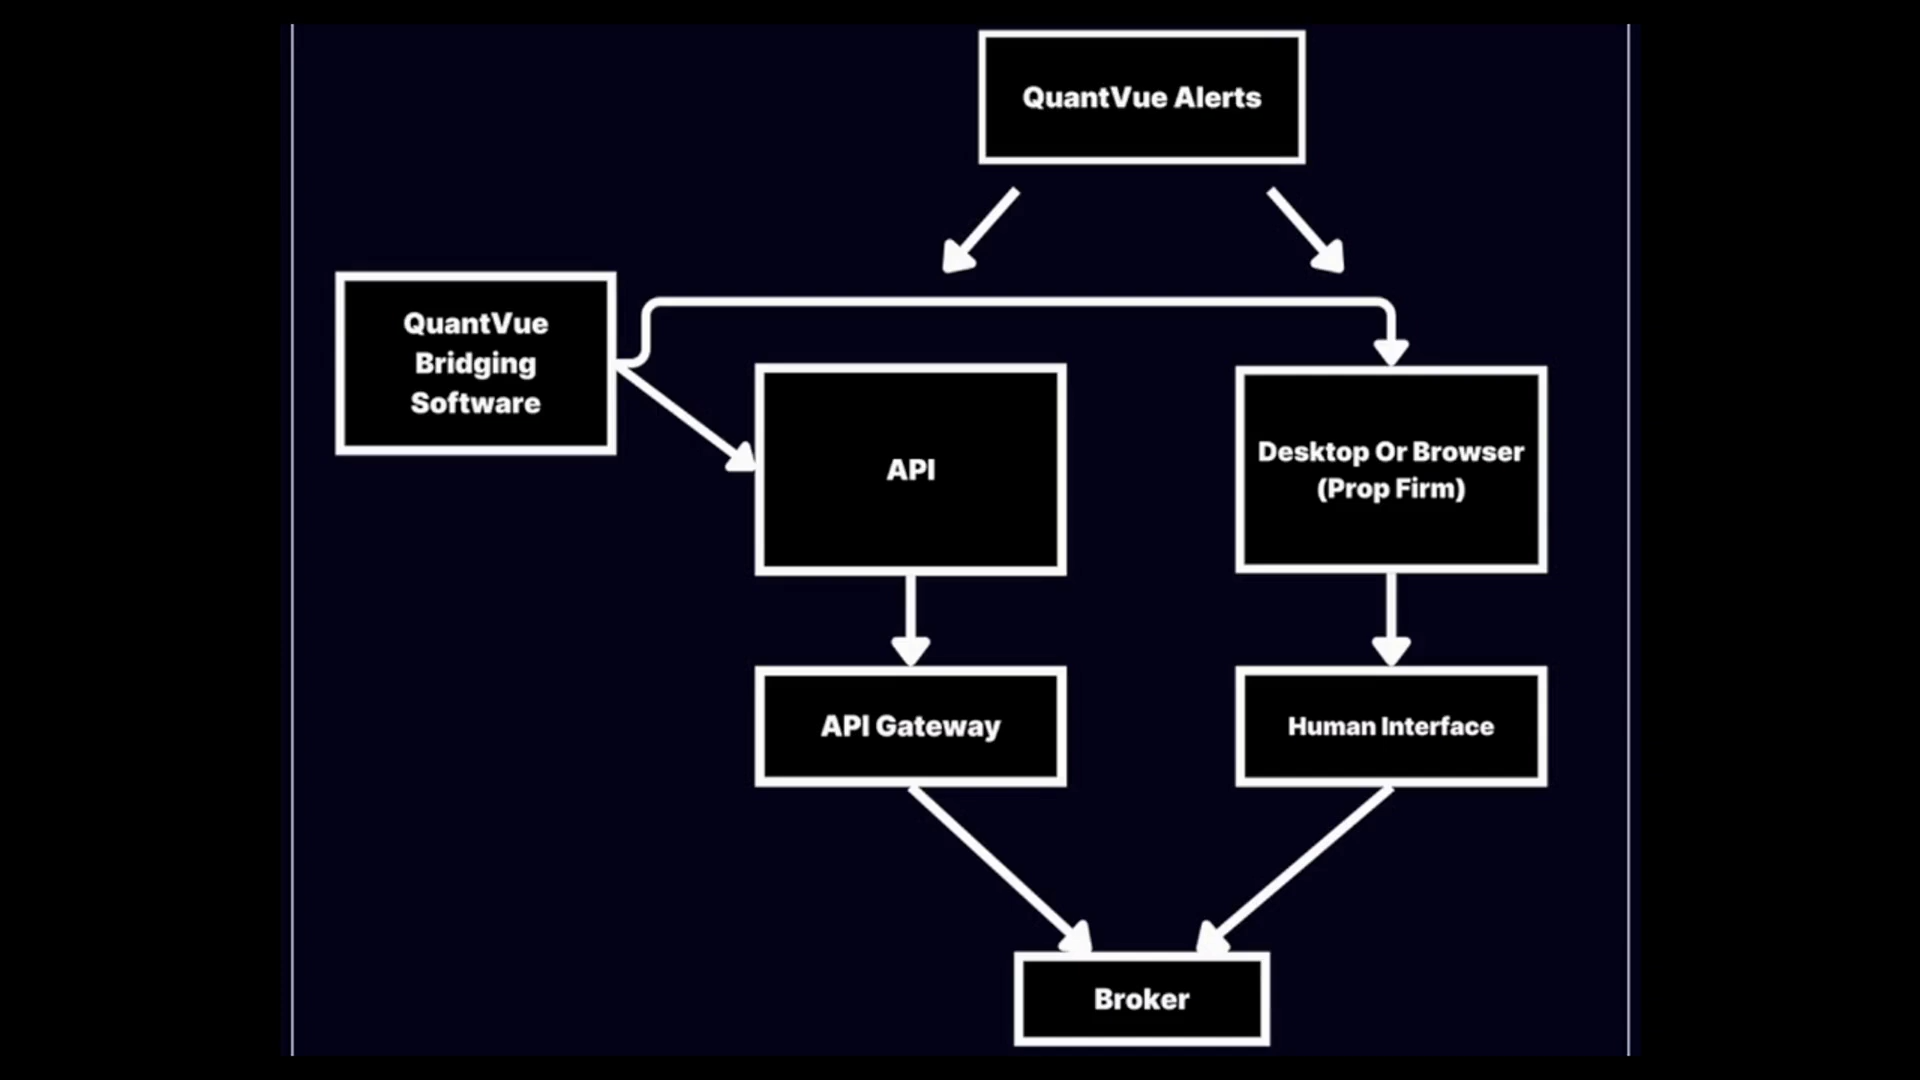 QuantVue Alerts
QuantVue
Bridging
Software
API
Desktop Or Browser
(Prop Firm)
API Gateway
Human Interface
Broker